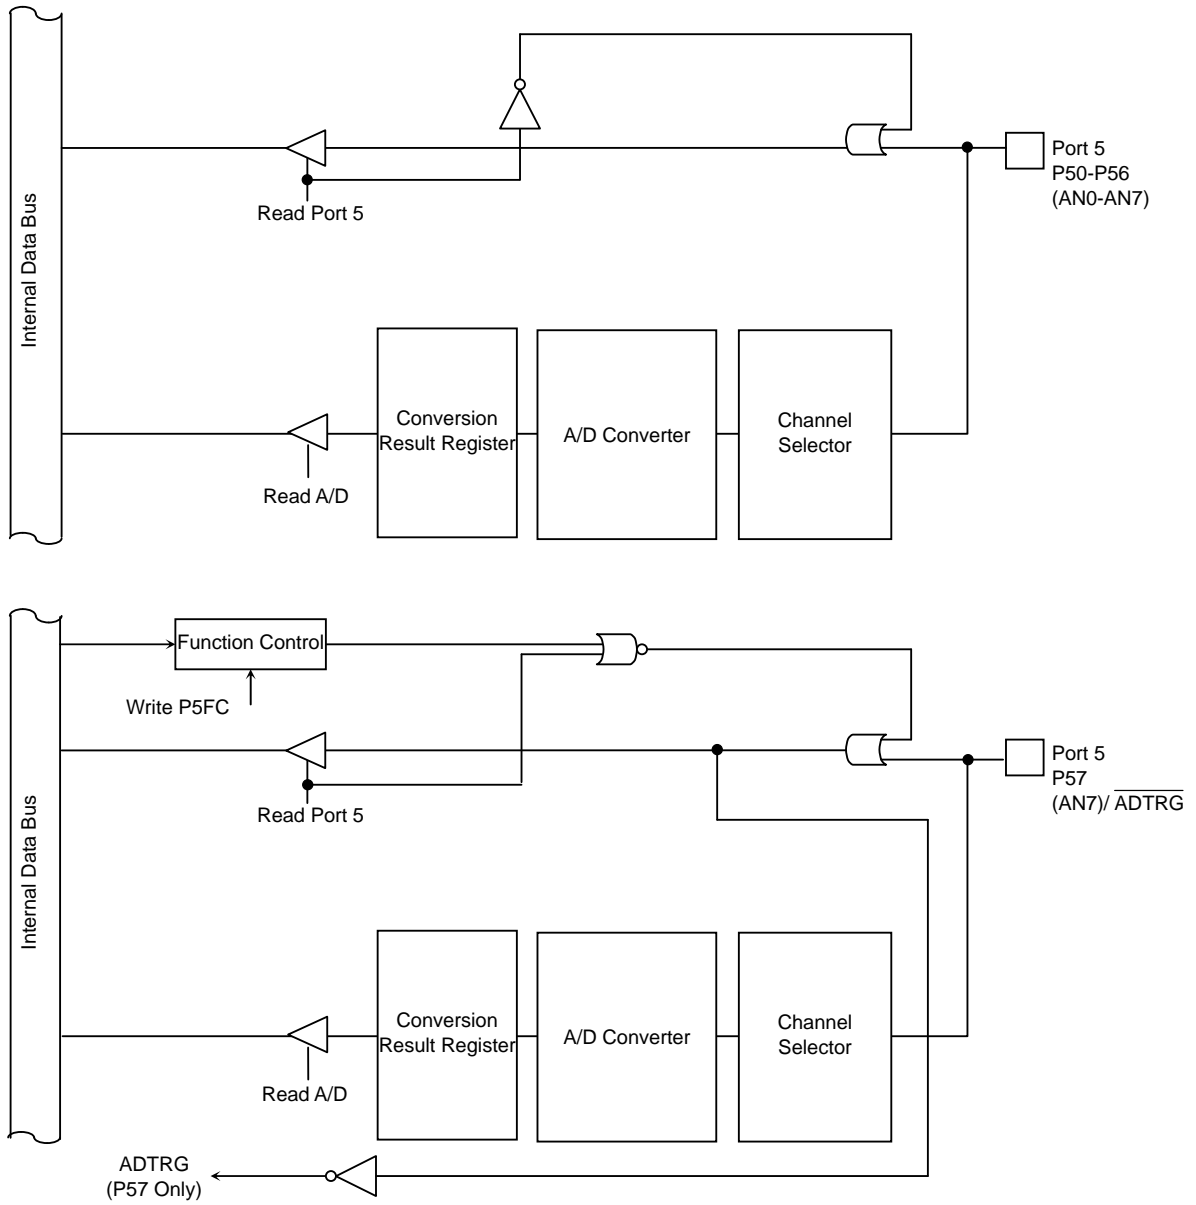 Port 5
P50-P56
(AN0-AN7)
Read Port 5
Internal Data Bus
Conversion
Result Register
A/D Converter
Channel
Selector
Read A/D
Function Control
Write P5FC
Port 5
P57
(AN7)/ ADTRG
Read Port 5
Internal Data Bus
Conversion
Result Register
A/D Converter
Channel
Selector
Read A/D
ADTRG
(P57 Only)